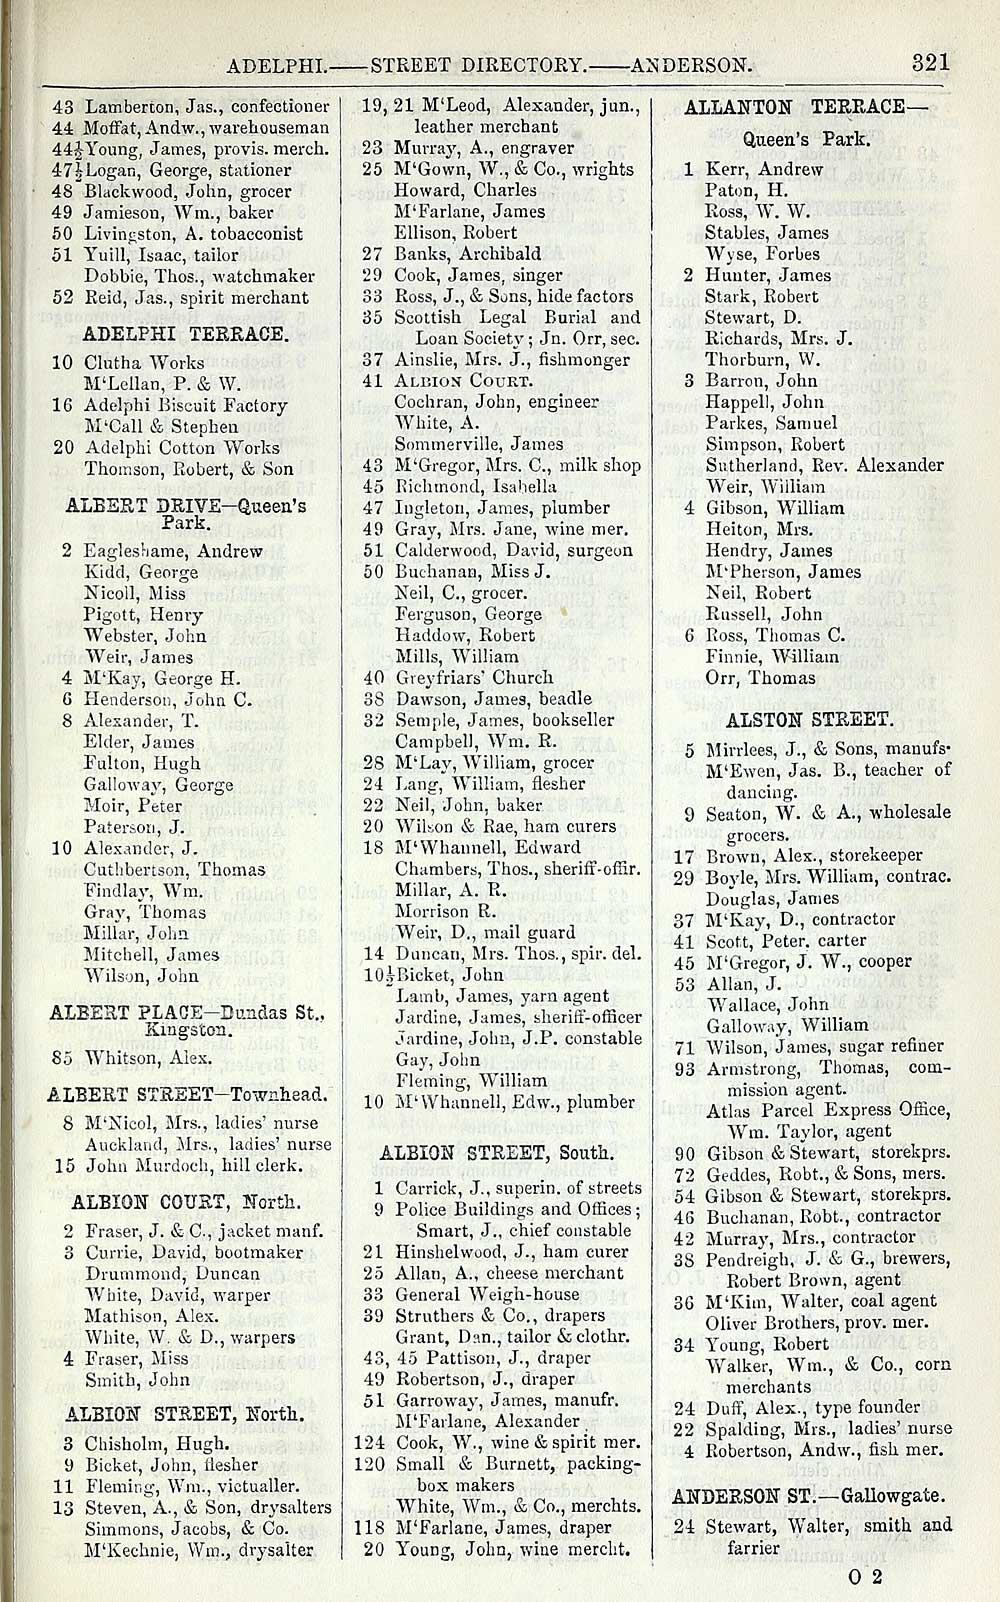 ADELPHI.——STREET DIRECTORY.——ANDERSON. 321
43 Lamberton, Jas., confectioner
44 Moffat, Andw., warehouseman
44½ Young, James, provis. merch.
47½ Logan, George, stationer
48 Blackwood, John, grocer
49 Jamieson, Wm., baker
50 Livingston, A. tobacconist
51 Yuill, Isaac, tailor
Dobbie, Thos., watchmaker
52 Reid, Jas., spirit merchant
ADELPHI TERRACE.
10 Clutha Works
M‘Lellan, P. & W.
16 Adelphi Biscuit Factory
M‘Call & Stephen
20 Adelphi Cotton Works
Thomson, Robert, & Son
ALBERT DRIVE—Queen's
Park.
2 Eagleshame, Andrew
Kidd, George
Nicoll, Miss
Pigott, Henry
Webster, John
Weir, James
4 M‘Kay, George H.
6 Henderson, John C.
8 Alexander, T.
Elder, James
Fulton, Hugh
Galloway, George
Moir, Peter
Paterson, J.
10 Alexander, J.
Cuthbertson, Thomas
Findlay, Wm.
Gray, Thomas
Millar, John
Mitchell, James
Wilson, John
ALBERT PLACE—Dundas St.,
Kingston.
85 Whitson, Alex.
ALBERT STREET—Townhead.
8 M‘Nicol, Mrs., ladies' nurse
Auckland, Mrs., ladies' nurse
15 John Murdoch, hill clerk.
ALBION COURT, North.
2 Fraser, J. & C., jacket manf.
3 Currie, David, bootmaker
Drummond, Duncan
White, David, warper
Mathison, Alex.
White, W. & D., warpers
4 Fraser, Miss
Smith, John
ALBION STREET, North.
3 Chisholm, Hugh.
9 Bicket, John, flesher
11 Fleming, Wm., victualler.
13 Steven, A., & Son, drysalters
Simmons, Jacobs, & Co.
M‘Kechnie, Wm., drysalter
19, 21 M‘Leod, Alexander, jun.,
leather merchant
23 Murray, A., engraver
25 M‘Gown, W., & Co., wrights
Howard, Charles
M‘Farlane, James
Ellison, Robert
27 Banks, Archibald
29 Cook, James, singer
33 Ross, J., & Sons, hide factors
35 Scottish Legal Burial and
Loan Society; Jn. Orr, sec.
37 Ainslie, Mrs. J., fishmonger
41 ALBION COURT.
Cochran, John, engineer
White, A.
Sommerville, James
43 M‘Gregor, Mrs. C., milk shop
45 Richmond, Isabella
47 Ingleton, James, plumber
49 Gray, Mrs. Jane, wine mer.
51 Calderwood, David, surgeon
50 Buchanan, Miss J.
Neil, C., grocer.
Ferguson, George
Haddow, Robert
Mills, William
40 Greyfriars' Church
38 Dawson, James, beadle
32 Semple, James, bookseller
Campbell, Wm. R.
28 M‘Lay, William, grocer
24 Lang, William, flesher
22 Neil, John, baker
20 Wilson & Rae, ham curers
18 M‘Whannell, Edward
Chambers, Thos., sheriff-offir.
Millar, A. R.
Morrison R.
Weir, D., mail guard
14 Duncan, Mrs. Thos., spir. del.
10½ Bicket, John
Lamb, James, yarn agent
Jardine, James, sheriff-officer
Jardine, John, J.P. constable
Gay, John
Fleming, William
10 M‘Whannell, Edw., plumber
ALBION STREET, South.
1 Carrick, J., superin. of streets
9 Police Buildings and Offices;
Smart, J., chief constable
21 Hinshelwood, J., ham curer
25 Allan, A., cheese merchant
33 General Weigh-house
39 Struthers & Co., drapers
Grant, Dan., tailor & clothr.
43, 45 Pattison, J., draper
49 Robertson, J., draper
51 Garroway, James, manufr.
M‘Farlane, Alexander
124 Cook, W., wine & spirit mer.
120 Small & Burnett, packing-
box makers
White, Wm., & Co., merchts.
118 M‘Farlane, James, draper
20 Young, John, wine mercht.
ALLANTON TERRACE—
Queen's Park.
1 Kerr, Andrew
Paton, H.
Ross, W. W.
Stables, James
Wyse, Forbes
2 Hunter, James
Stark, Robert
Stewart, D.
Richards, Mrs. J.
Thorburn, W.
3 Barron, John
Happell, John
Parkes, Samuel
Simpson, Robert
Sutherland, Rev. Alexander
Weir, William
4 Gibson, William
Heiton, Mrs.
Hendry, James
M‘Pherson, James
Neil, Robert
Russell, John
6 Ross, Thomas C.
Finnie, William
Orr, Thomas
ALSTON STREET.
5 Mirrlees, J., & Sons, manufs.
M‘Ewen, Jas. B., teacher of
dancing.
9 Seaton, W. & A., wholesale
grocers.
17 Brown, Alex., storekeeper
29 Boyle, Mrs. William, contrac.
Douglas, James
37 M‘Kay, D., contractor
41 Scott, Peter, carter
45 M‘Gregor, J. W., cooper
53 Allan, J.
Wallace, John
Galloway, William
71 Wilson, James, sugar refiner
93 Armstrong, Thomas, com-
mission agent.
Atlas Parcel Express Office,
Wm. Taylor, agent
90 Gibson & Stewart, storekprs.
72 Geddes, Robt., & Sons, mers.
54 Gibson & Stewart, storekprs.
46 Buchanan, Robt., contractor
42 Murray, Mrs., contractor
38 Pendreigh, J. & G., brewers,
Robert Brown, agent
36 M‘Kim, Walter, coal agent
Oliver Brothers, prov. mer.
34 Young, Robert
Walker, Wm., & Co., corn
merchants
24 Duff, Alex., type founder
22 Spalding, Mrs., ladies' nurse
4 Robertson, Andw., fish mer.
ANDERSON ST.—Gallowgate.
24 Stewart, Walter, smith and
farrier
O 2